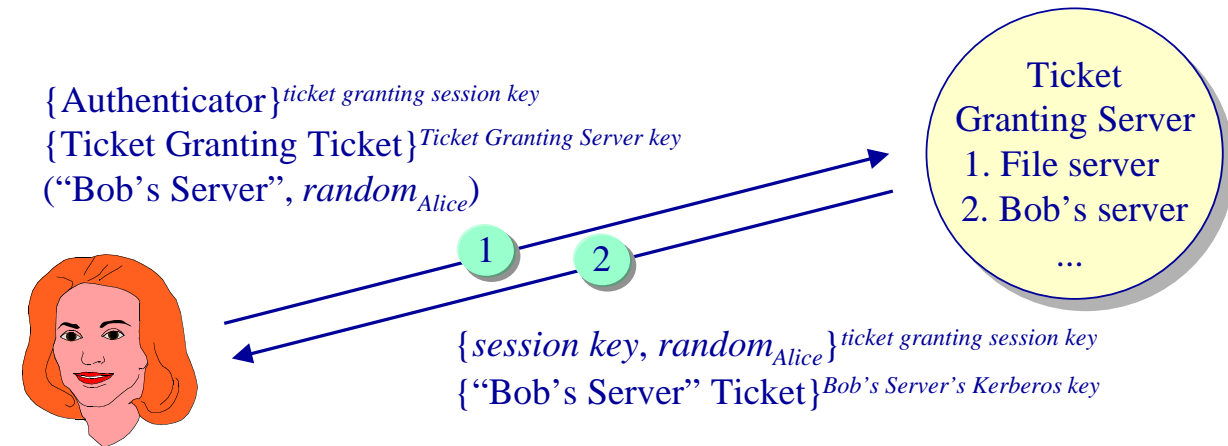 {Authenticator}ticket granting session key
{Ticket Granting Ticket}Ticket Granting Server key
(“Bob’s Server”, randomAlice)
Ticket
Granting Server
1. File server
2. Bob’s server
...
1
2
{session key, randomAlice}ticket granting session key
{“Bob’s Server” Ticket}Bob’s Server’s Kerberos key